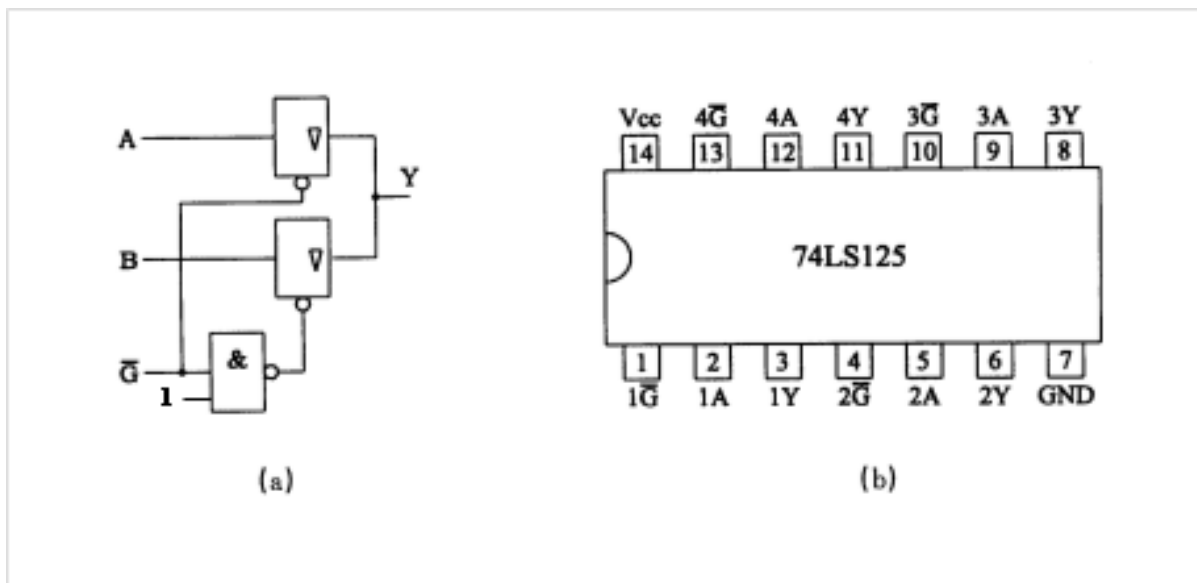 A
∇
Y
B
∇
G̅
&
1
(a)
Vcc 4G̅ 4A 4Y 3G̅ 3A 3Y
14 13 12 11 10 9 8
74LS125
1 2 3 4 5 6 7
1G̅ 1A 1Y 2G̅ 2A 2Y GND
(b)